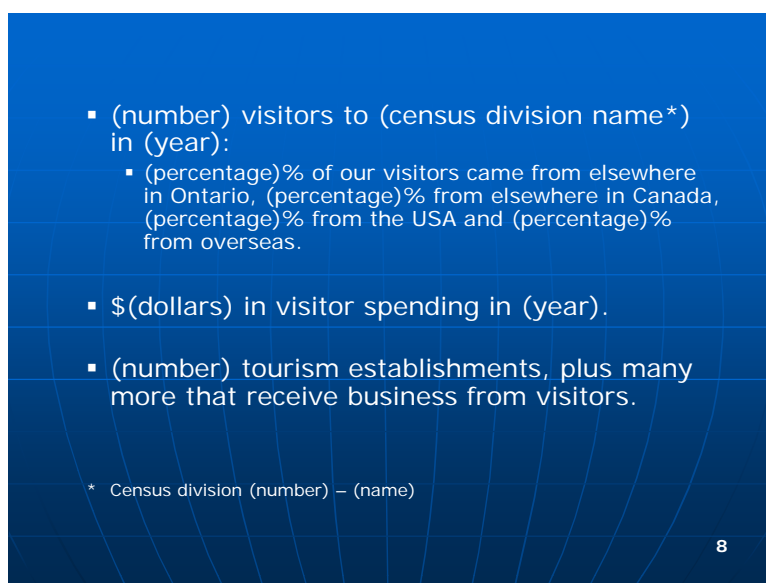 ▪ (number) visitors to (census division name*)
in (year):
▪ (percentage)% of our visitors came from elsewhere
in Ontario, (percentage)% from elsewhere in Canada,
(percentage)% from the USA and (percentage)%
from overseas.
▪ $(dollars) in visitor spending in (year).
▪ (number) tourism establishments, plus many
more that receive business from visitors.
* Census division (number) – (name)
8